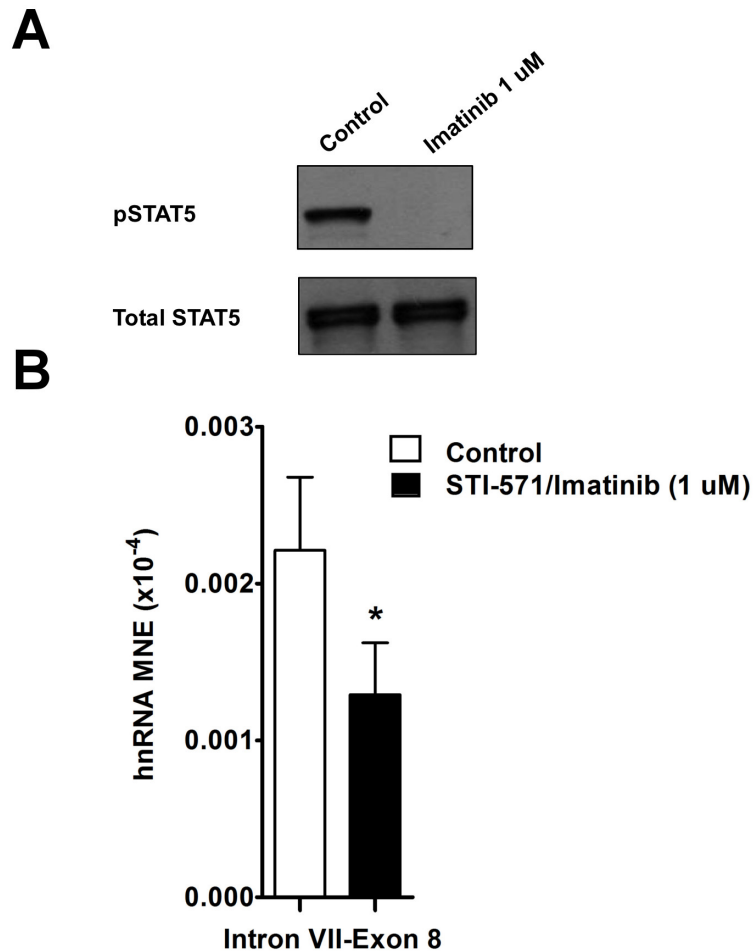 A
Control
Imatinib 1 uM
pSTAT5
Total STAT5
B
0.003
0.002
0.001
0.000
hnRNA MNE (x10-4)
Control
STI-571/Imatinib (1 uM)
*
Intron VII-Exon 8